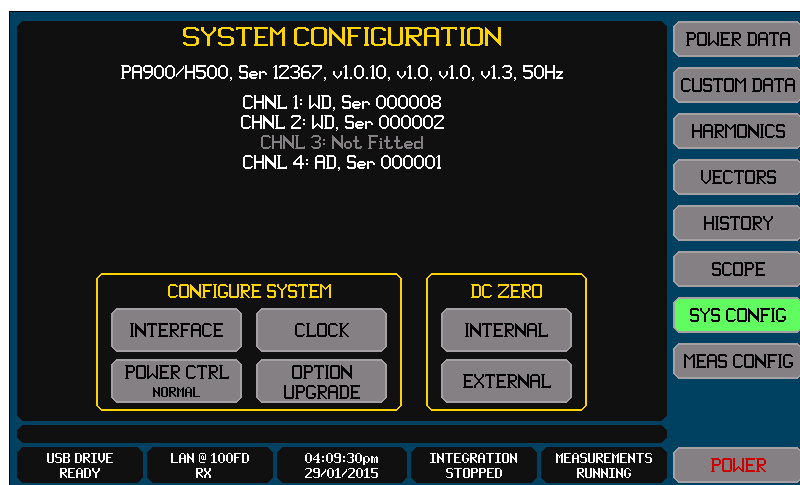 SYSTEM CONFIGURATION
PA900/H500, Ser 12367, v1.0.10, v1.0, v1.0, v1.3, 50Hz
CHNL 1: WD, Ser 000008
CHNL 2: WD, Ser 000002
CHNL 3: Not Fitted
CHNL 4: AD, Ser 000001
CONFIGURE SYSTEM
INTERFACE
CLOCK
POWER CTRL
NORMAL
OPTION
UPGRADE
DC ZERO
INTERNAL
EXTERNAL
USB DRIVE
READY
LAN @ 100FD
RX
04:09:30pm
29/01/2015
INTEGRATION
STOPPED
MEASUREMENTS
RUNNING
POWER DATA
CUSTOM DATA
HARMONICS
VECTORS
HISTORY
SCOPE
SYS CONFIG
MEAS CONFIG
POWER